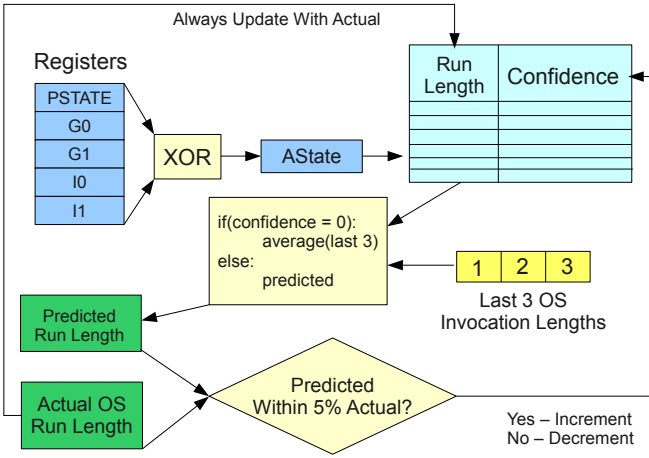 Always Update With Actual
Registers
PSTATE
G0
G1
I0
I1
XOR
AState
Run
Length
Confidence
if(confidence = 0):
average(last 3)
else:
predicted
1 2 3
Last 3 OS
Invocation Lengths
Predicted
Run Length
Actual OS
Run Length
Predicted
Within 5% Actual?
Yes – Increment
No – Decrement